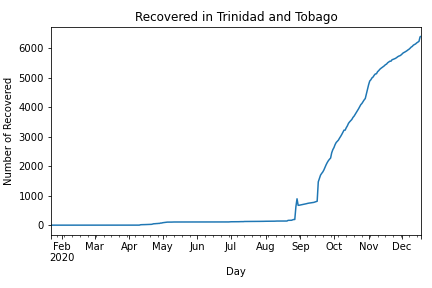 Recovered in Trinidad and Tobago
Number of Recovered
6000
5000
4000
3000
2000
1000
0
Feb Mar Apr May Jun Jul Aug Sep Oct Nov Dec
2020
Day